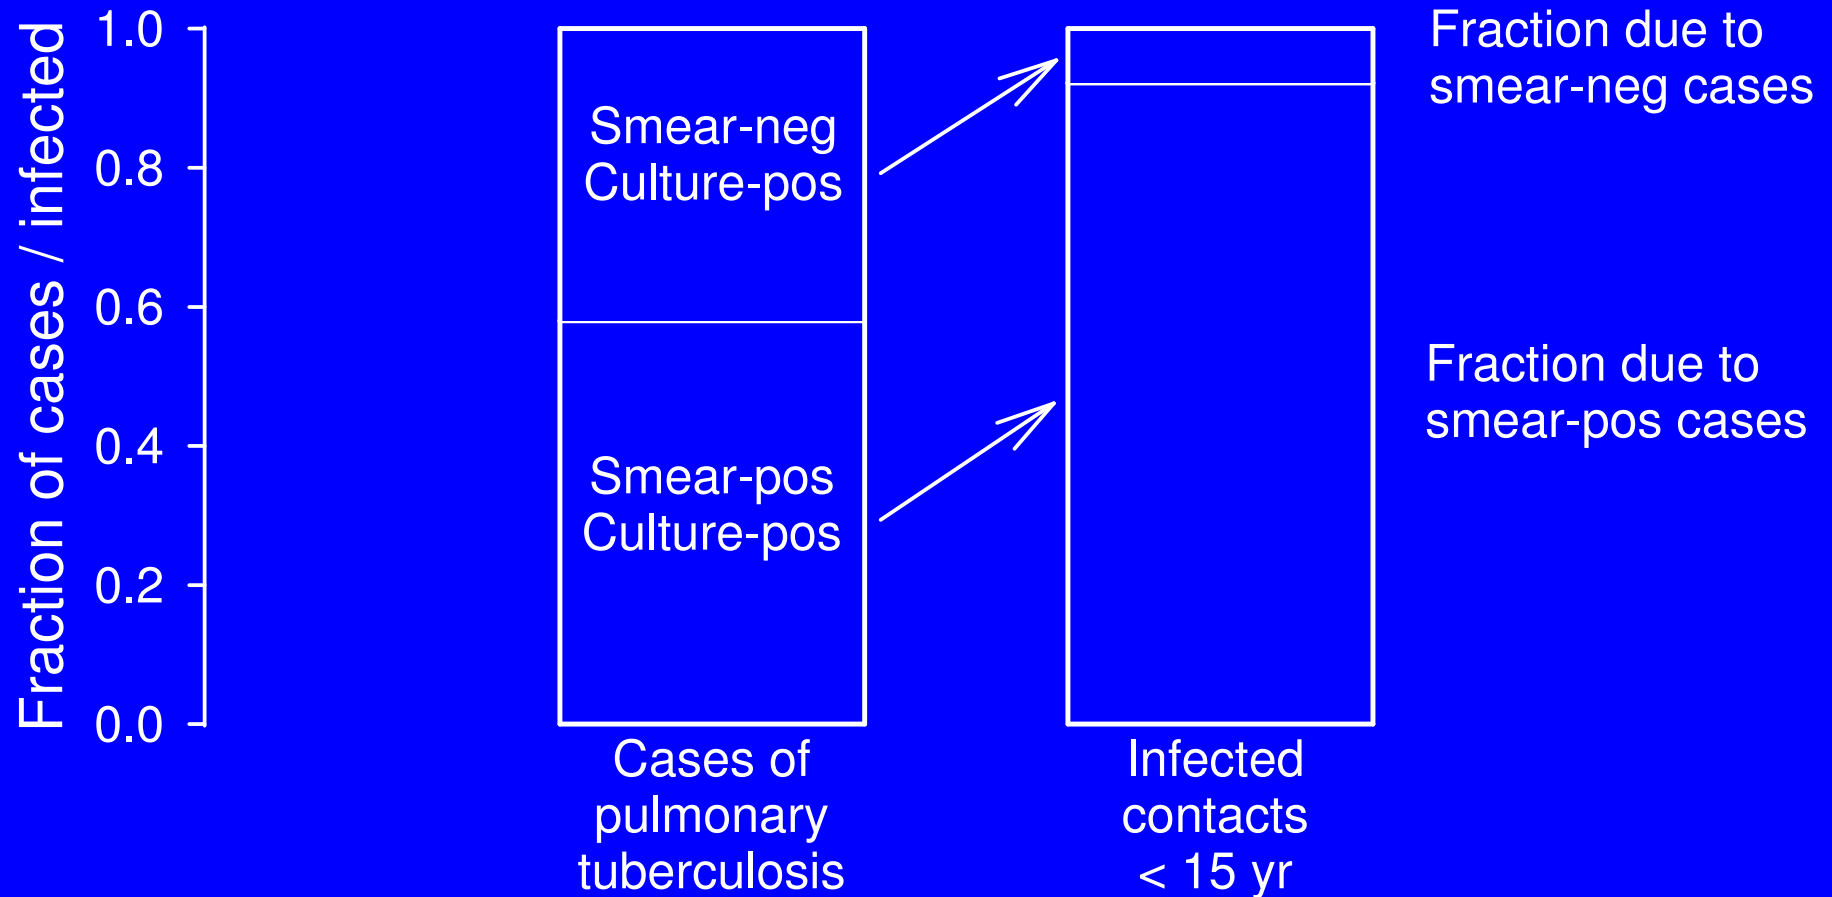 Fraction of cases / infected
1.0
0.8
0.6
0.4
0.2
0.0
Smear-neg
Culture-pos
Smear-pos
Culture-pos
Fraction due to
smear-neg cases
Fraction due to
smear-pos cases
Cases of
pulmonary
tuberculosis
Infected
contacts
< 15 yr